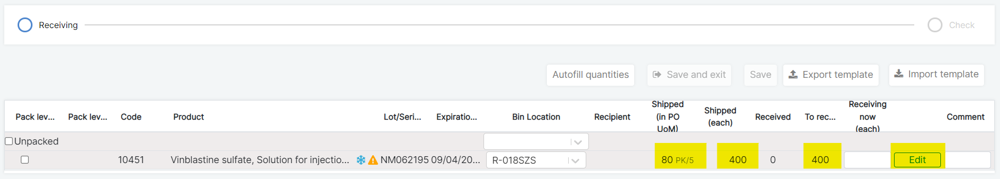 Receiving
Check
Autofill quantities
Save and exit
Save
Export template
Import template
Pack lev... Pack lev... Code Product Lot/Seri... Expiratio... Bin Location Recipient Shipped (in PO UoM) Shipped (each) Received To rec... Receiving now (each) Comment
Unpacked
10451 Vinblastine sulfate, Solution for injectio... NM062195 09/04/20... R-018SZS 80 PK/5 400 0 400 Edit